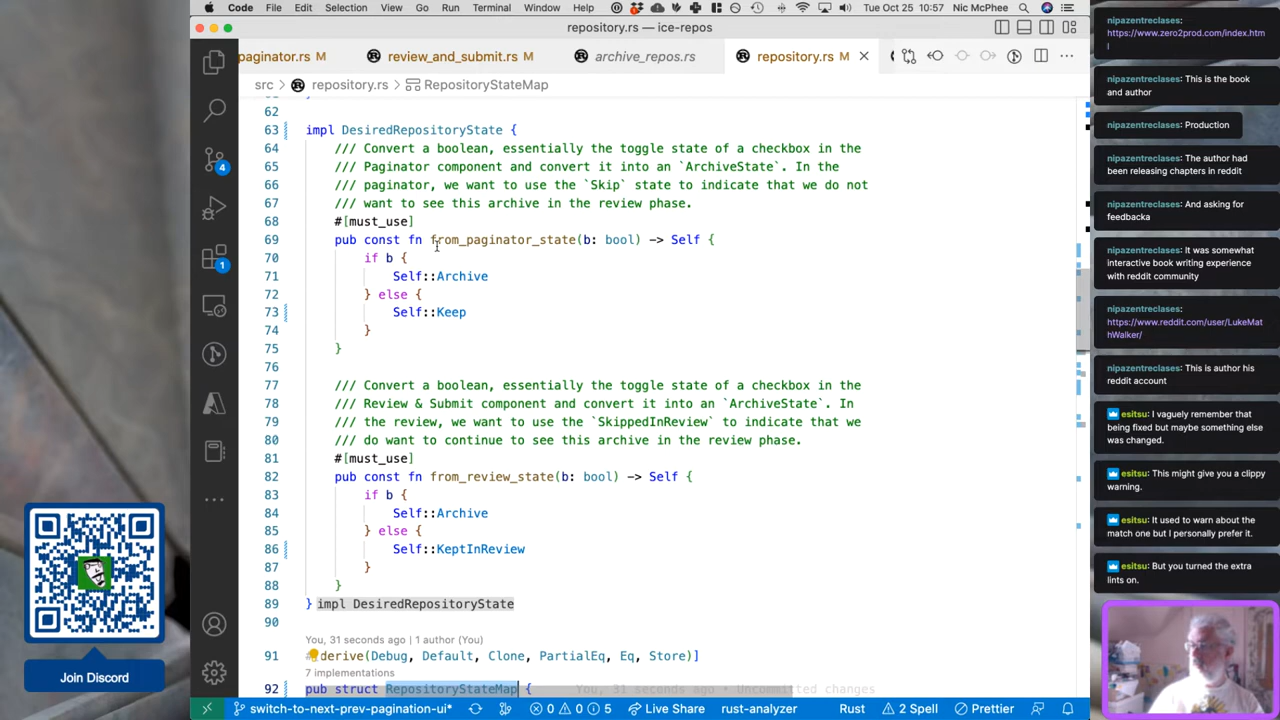 Code File Edit Selection View Go Run Terminal Window Help Tue Oct 25 10:57 Nic McPhee
repository.rs — ice-repos
paginator.rs M review_and_submit.rs M archive_repos.rs repository.rs M
src > repository.rs > RepositoryStateMap
62
63 impl DesiredRepositoryState {
64 /// Convert a boolean, essentially the toggle state of a checkbox in the
65 /// Paginator component and convert it into an `ArchiveState`. In the
66 /// paginator, we want to use the `Skip` state to indicate that we do not
67 /// want to see this archive in the review phase.
68 #[must_use]
69 pub const fn from_paginator_state(b: bool) -> Self {
70 if b {
71 Self::Archive
72 } else {
73 Self::Keep
74 }
75 }
76
77 /// Convert a boolean, essentially the toggle state of a checkbox in the
78 /// Review & Submit component and convert it into an `ArchiveState`. In
79 /// the review, we want to use the `SkippedInReview` to indicate that we
80 /// do want to continue to see this archive in the review phase.
81 #[must_use]
82 pub const fn from_review_state(b: bool) -> Self {
83 if b {
84 Self::Archive
85 } else {
86 Self::KeptInReview
87 }
88 }
89 } impl DesiredRepositoryState
90
You, 31 seconds ago | 1 author (You)
91 #[derive(Debug, Default, Clone, PartialEq, Eq, Store)]
7 implementations
92 pub struct RepositoryStateMap { You, 31 seconds ago • Uncommitted changes
4
1
switch-to-next-prev-pagination-ui* 0 0 5 Live Share rust-analyzer Rust 2 Spell Prettier
Join Discord
nipazentreclases:
https://www.zero2prod.com/index.htm
l
nipazentreclases: This is the book
and author
nipazentreclases: Production
nipazentreclases: The author had
been releasing chapters in reddit
nipazentreclases: And asking for
feedbacka
nipazentreclases: It was somewhat
interactive book writing experience
with reddit community
nipazentreclases:
https://www.reddit.com/user/LukeMat
hWalker/
nipazentreclases: This is author his
reddit account
esitsu: I vaguely remember that
being fixed but maybe something else
was changed.
esitsu: This might give you a clippy
warning.
esitsu: It used to warn about the
match one but I personally prefer it.
esitsu: But you turned the extra
lints on.